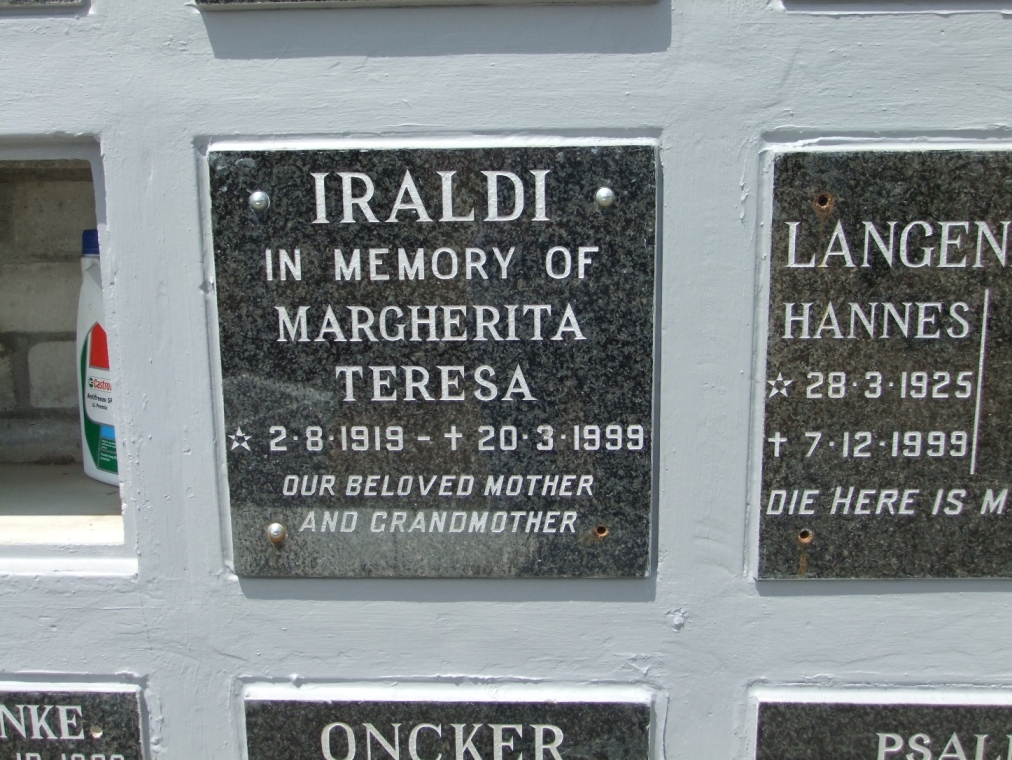 IRALDI
IN MEMORY OF
MARGHERITA
TERESA
☆ 2·8·1919 - † 20·3·1999
OUR BELOVED MOTHER
AND GRANDMOTHER
LANGEN
HANNES
☆ 28·3·1925
† 7·12·1999
DIE HERE IS M
Castrol
NKE
ONCKER
PSAL